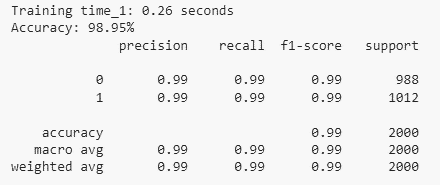 Training time_1: 0.26 seconds
Accuracy: 98.95%
precision recall f1-score support
0 0.99 0.99 0.99 988
1 0.99 0.99 0.99 1012
accuracy 0.99 2000
macro avg 0.99 0.99 0.99 2000
weighted avg 0.99 0.99 0.99 2000